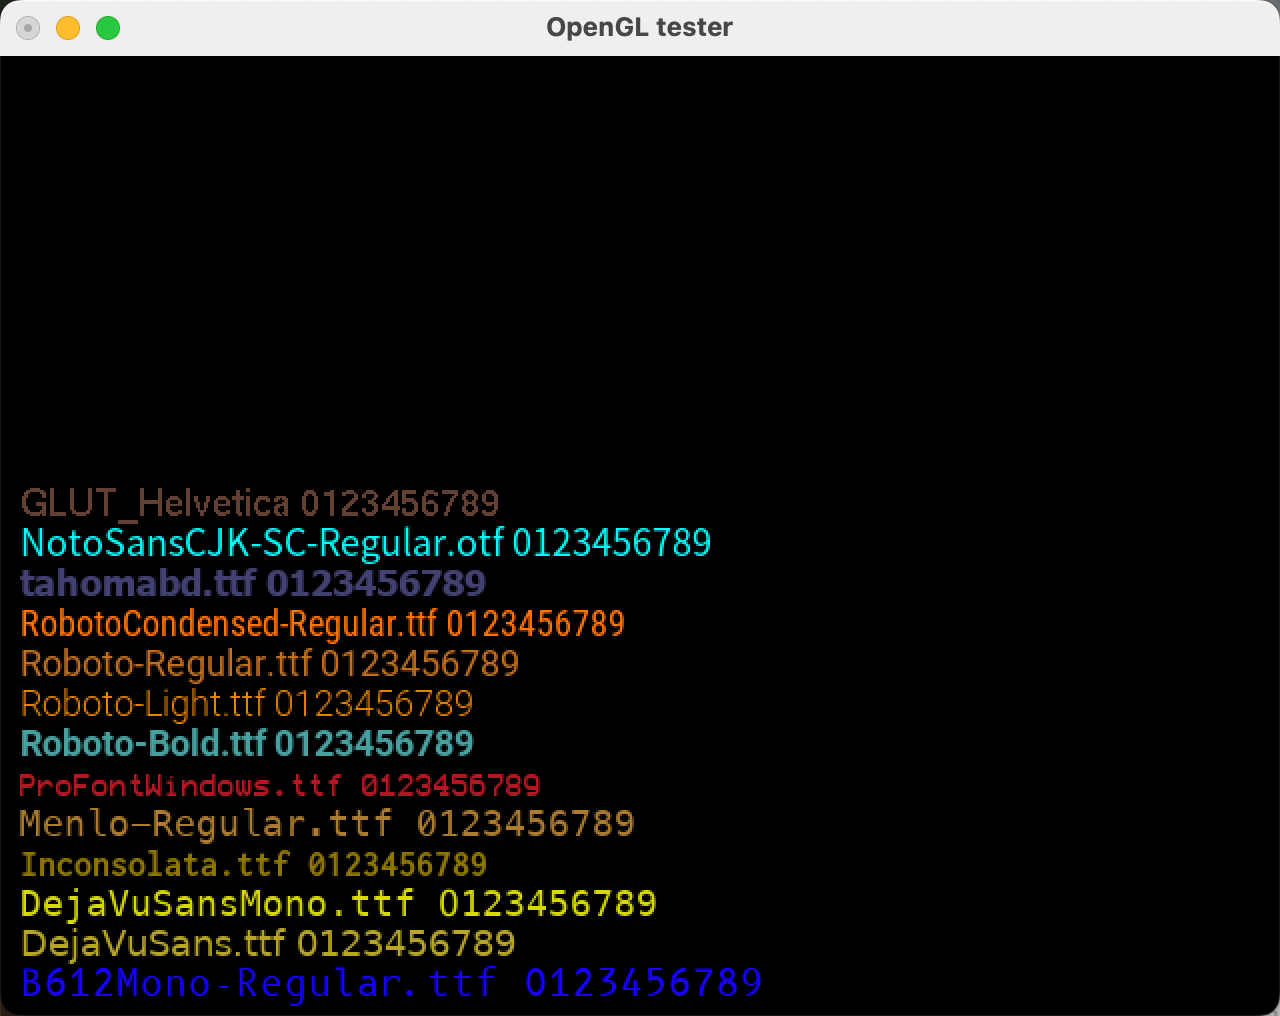 OpenGL tester
GLUT_Helvetica 0123456789
NotoSansCJK-SC-Regular.otf 0123456789
tahomabd.ttf 0123456789
RobotoCondensed-Regular.ttf 0123456789
Roboto-Regular.ttf 0123456789
Roboto-Light.ttf 0123456789
Roboto-Bold.ttf 0123456789
ProFontWindows.ttf 0123456789
Menlo-Regular.ttf 0123456789
Inconsolata.ttf 0123456789
DejaVuSansMono.ttf 0123456789
DejaVuSans.ttf 0123456789
B612Mono-Regular.ttf 0123456789